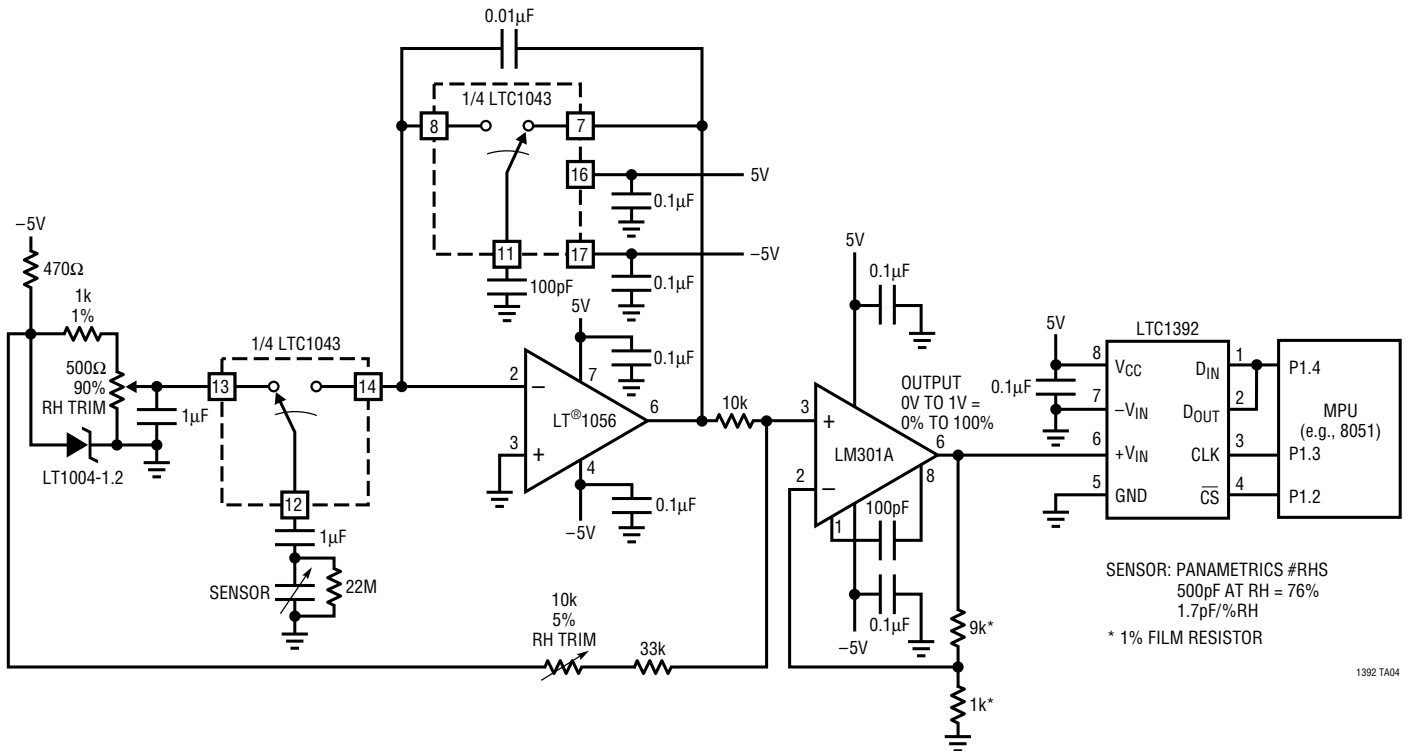 0.01µF
1/4 LTC1043
8
7
16
5V
0.1µF
11
17
−5V
0.1µF
100pF
−5V
470Ω
1k
1%
500Ω
90%
RH TRIM
1µF
LT1004-1.2
1/4 LTC1043
13
14
12
1µF
SENSOR
22M
5V
0.1µF
2
−
7
LT®1056
6
3
+
4
0.1µF
−5V
10k
10k
5%
RH TRIM
33k
5V
0.1µF
3
+
LM301A
2
−
OUTPUT
0V TO 1V =
0% TO 100%
6
8
100pF
1
0.1µF
−5V
9k*
1k*
5V
0.1µF
LTC1392
8
VCC
7
−VIN
6
+VIN
5
GND
DIN
1
DOUT
2
CLK
3
CS
4
P1.4
MPU
(e.g., 8051)
P1.3
P1.2
SENSOR: PANAMETRICS #RHS
500pF AT RH = 76%
1.7pF/%RH
* 1% FILM RESISTOR
1392 TA04